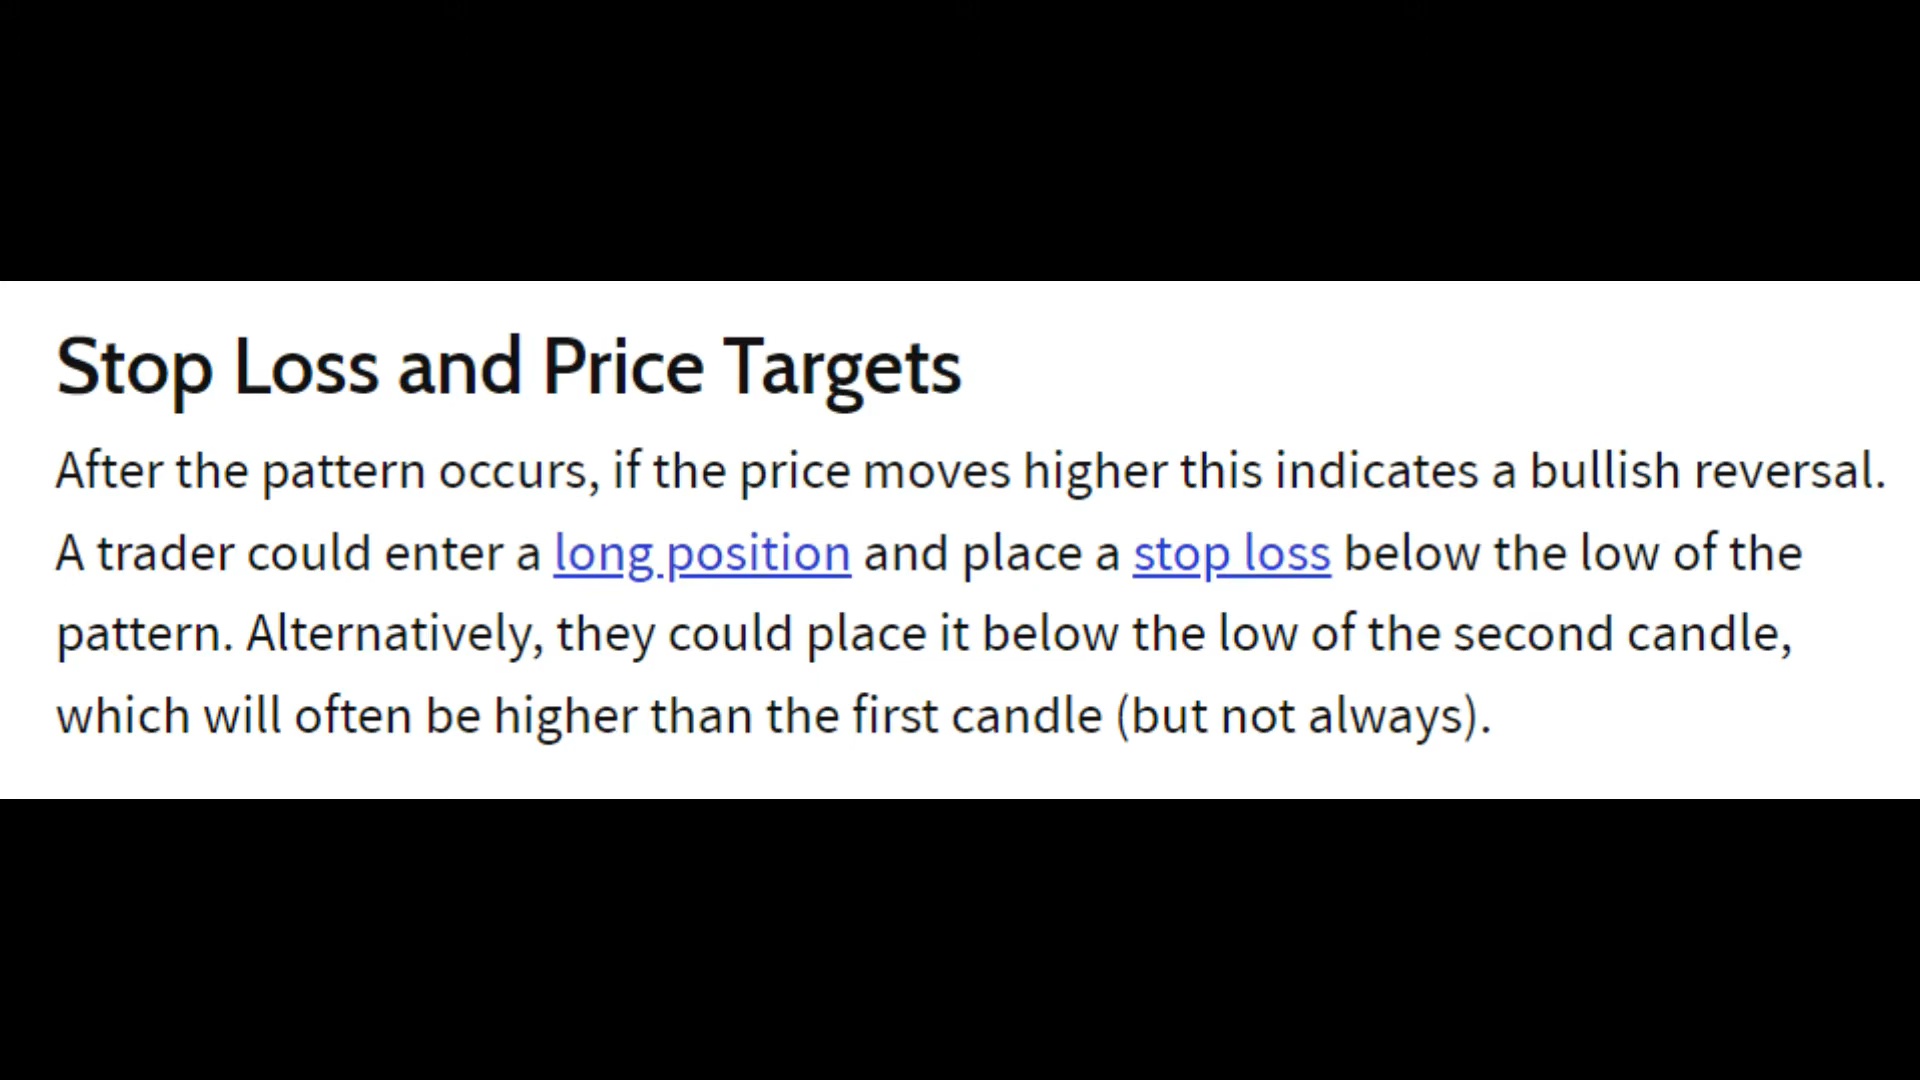 Stop Loss and Price Targets
After the pattern occurs, if the price moves higher this indicates a bullish reversal.
A trader could enter a long position and place a stop loss below the low of the
pattern. Alternatively, they could place it below the low of the second candle,
which will often be higher than the first candle (but not always).